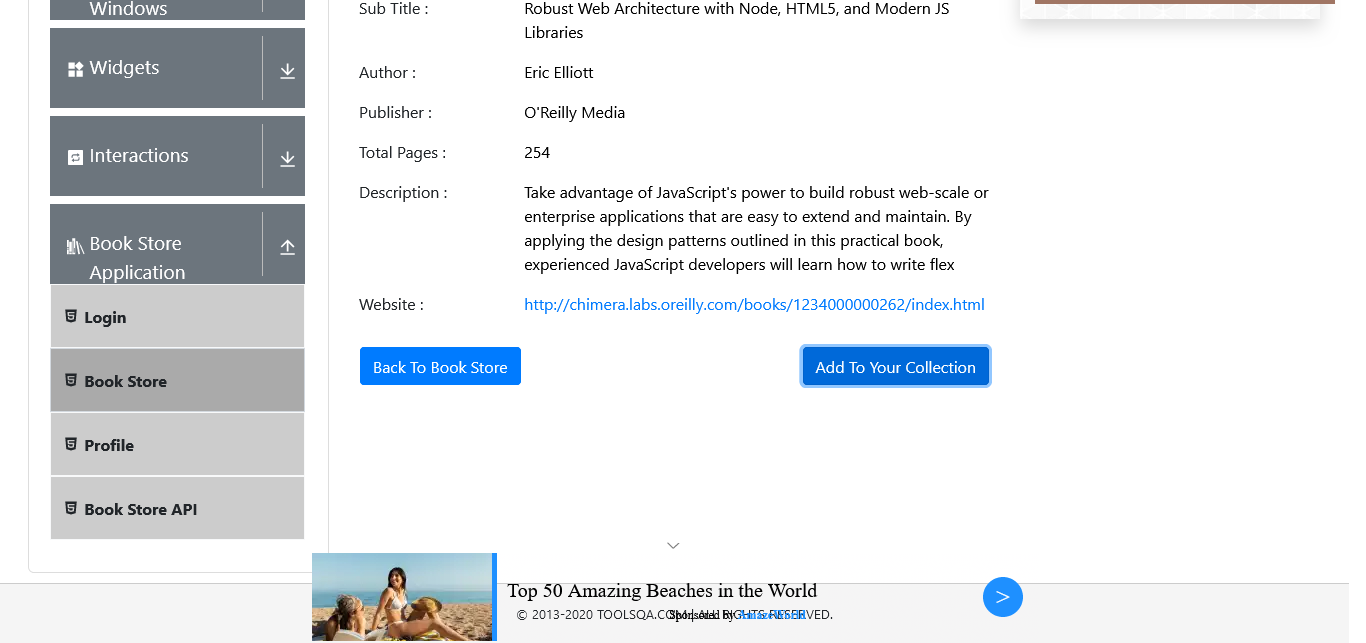 Windows
Widgets
Interactions
Book Store
Application
Login
Book Store
Profile
Book Store API
Sub Title :
Robust Web Architecture with Node, HTML5, and Modern JS
Libraries
Author :
Eric Elliott
Publisher :
O'Reilly Media
Total Pages :
254
Description :
Take advantage of JavaScript's power to build robust web-scale or
enterprise applications that are easy to extend and maintain. By
applying the design patterns outlined in this practical book,
experienced JavaScript developers will learn how to write flex
Website :
http://chimera.labs.oreilly.com/books/1234000000262/index.html
Back To Book Store
Add To Your Collection
Top 50 Amazing Beaches in the World
© 2013-2020 TOOLSQA.COM | ALL RIGHTS RESERVED.
Sponsored By